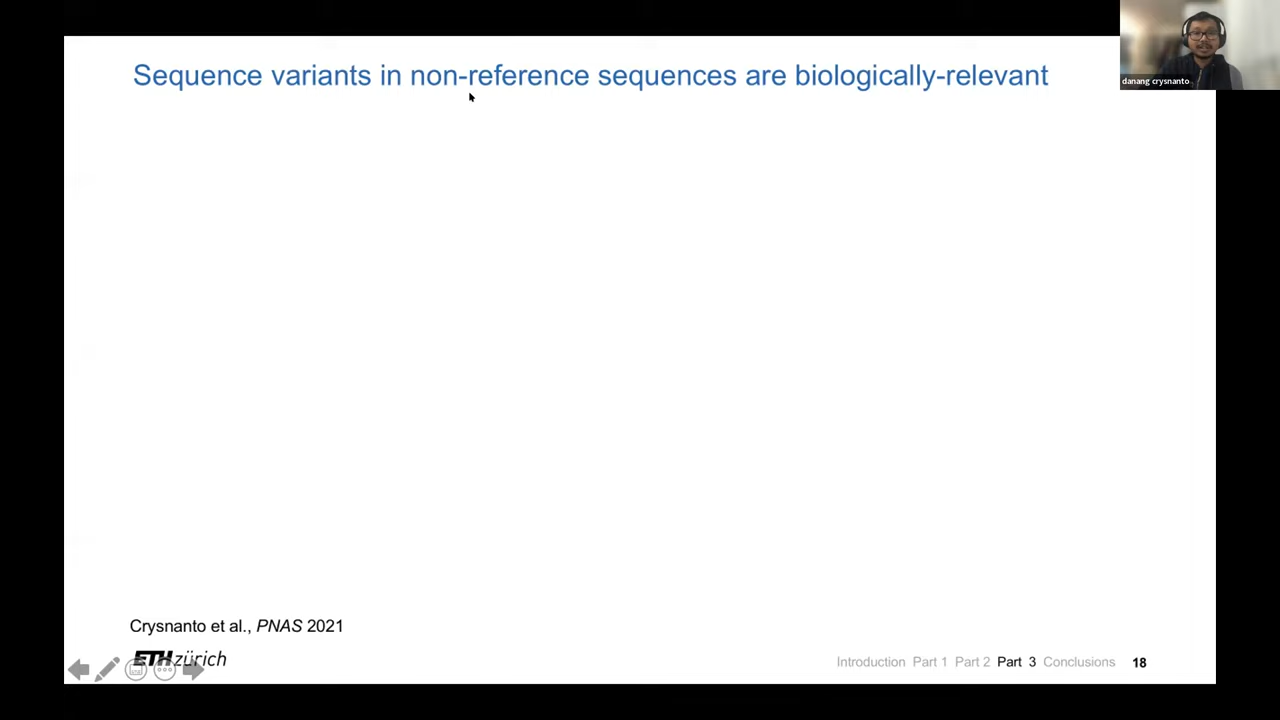 Sequence variants in non-reference sequences are biologically-relevant
danang crysnanto
Crysnanto et al., PNAS 2021
ETH zürich
Introduction Part 1 Part 2 Part 3 Conclusions 18